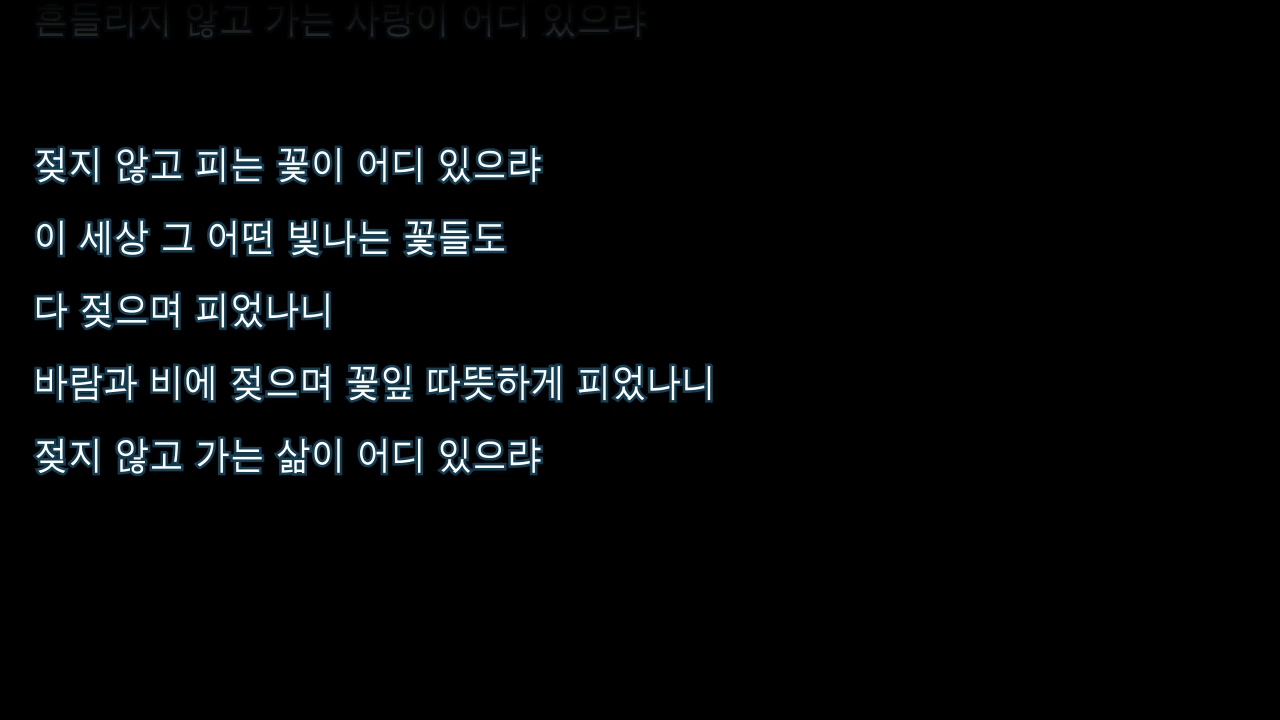 흔들리지 않고 가는 사랑이 어디 있으랴
젖지 않고 피는 꽃이 어디 있으랴
이 세상 그 어떤 빛나는 꽃들도
다 젖으며 피었나니
바람과 비에 젖으며 꽃잎 따뜻하게 피었나니
젖지 않고 가는 삶이 어디 있으랴